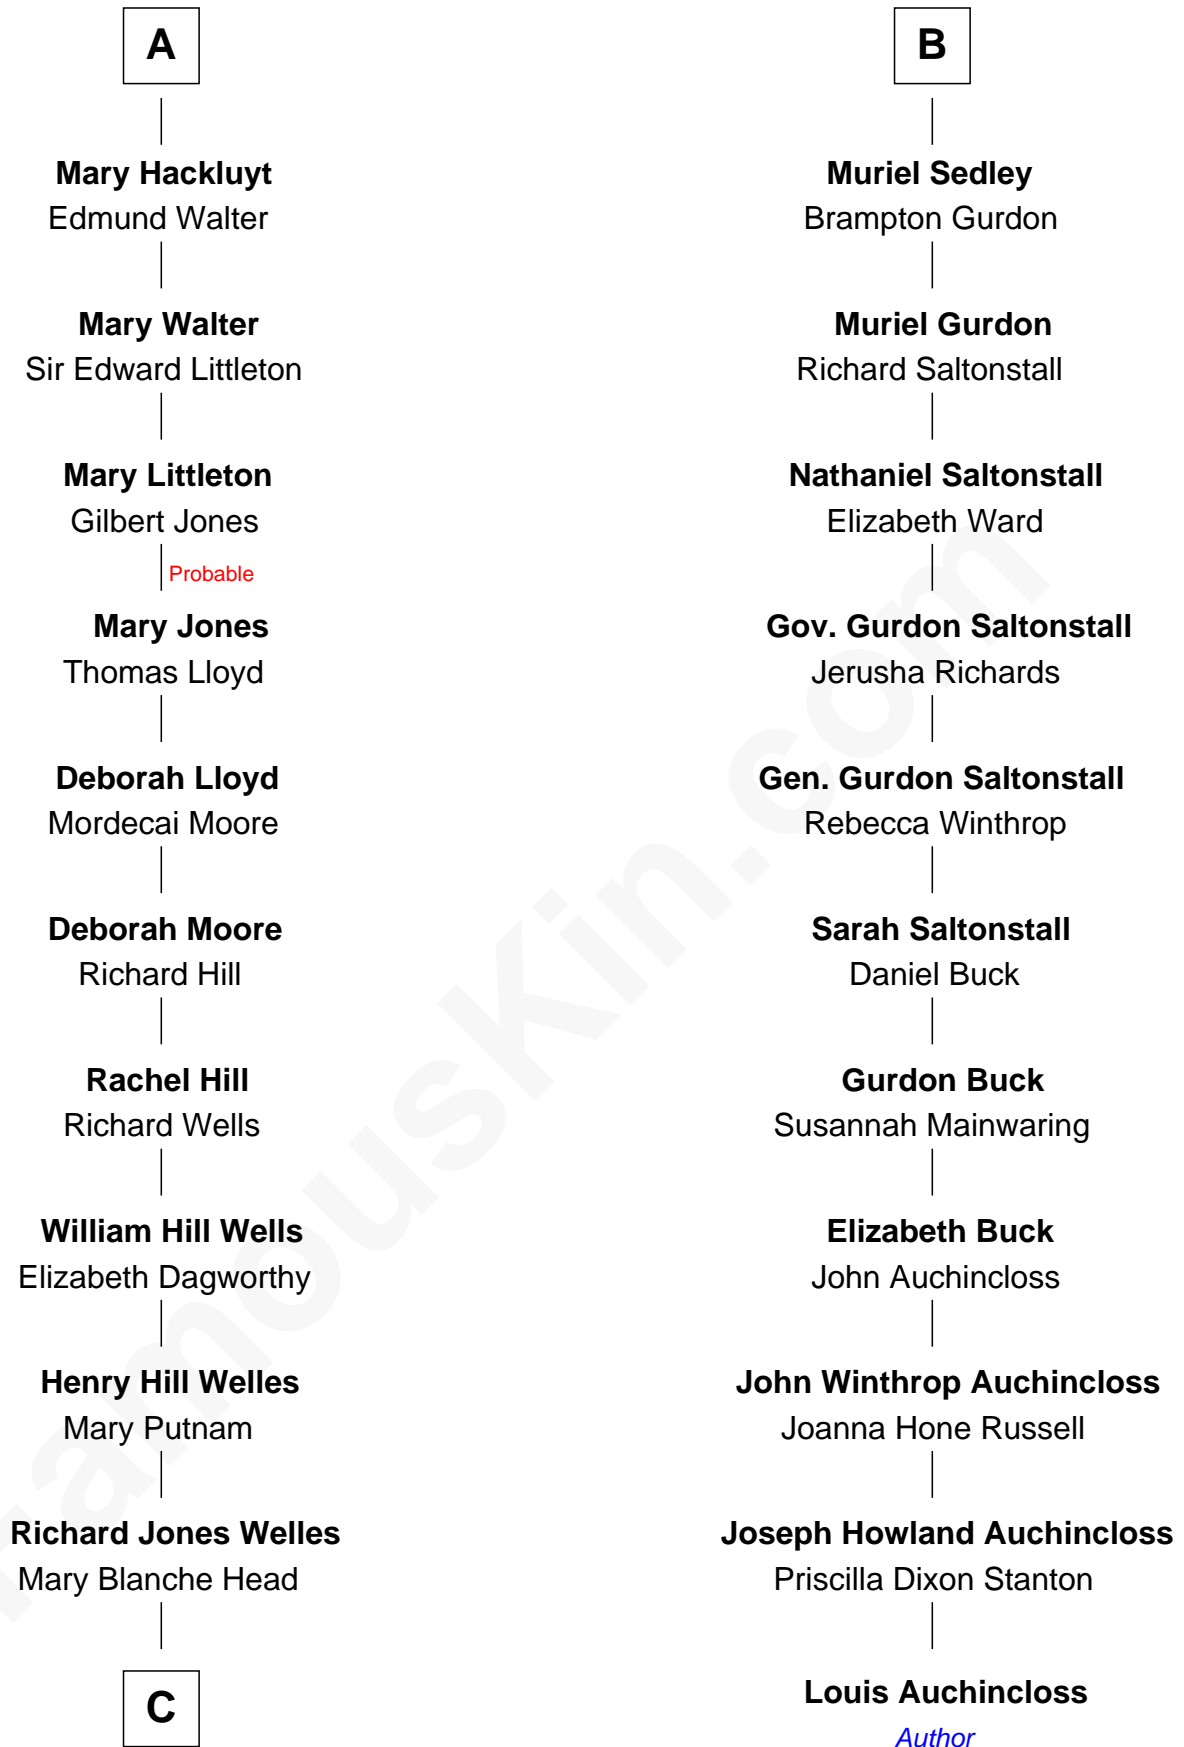 A
Mary Hackluyt
Edmund Walter
Mary Walter
Sir Edward Littleton
Mary Littleton
Gilbert Jones
Probable
Mary Jones
Thomas Lloyd
Deborah Lloyd
Mordecai Moore
Deborah Moore
Richard Hill
Rachel Hill
Richard Wells
William Hill Wells
Elizabeth Dagworthy
Henry Hill Welles
Mary Putnam
Richard Jones Welles
Mary Blanche Head
C
B
Muriel Sedley
Brampton Gurdon
Muriel Gurdon
Richard Saltonstall
Nathaniel Saltonstall
Elizabeth Ward
Gov. Gurdon Saltonstall
Jerusha Richards
Gen. Gurdon Saltonstall
Rebecca Winthrop
Sarah Saltonstall
Daniel Buck
Gurdon Buck
Susannah Mainwaring
Elizabeth Buck
John Auchincloss
John Winthrop Auchincloss
Joanna Hone Russell
Joseph Howland Auchincloss
Priscilla Dixon Stanton
Louis Auchincloss
Author
FamousKin.com